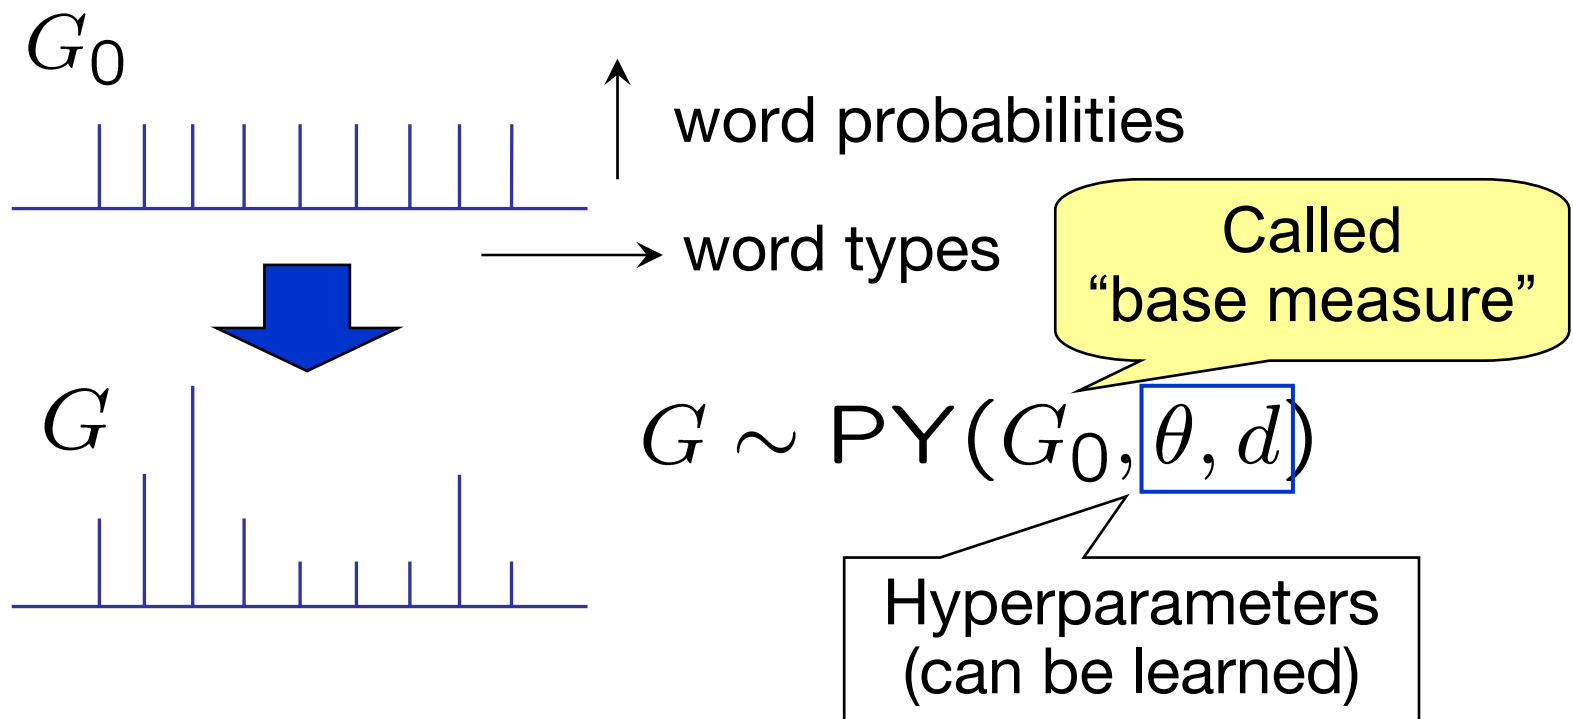 G₀
word probabilities
word types
Called
“base measure”
G
G ∼ PY(G₀, θ, d)
Hyperparameters
(can be learned)